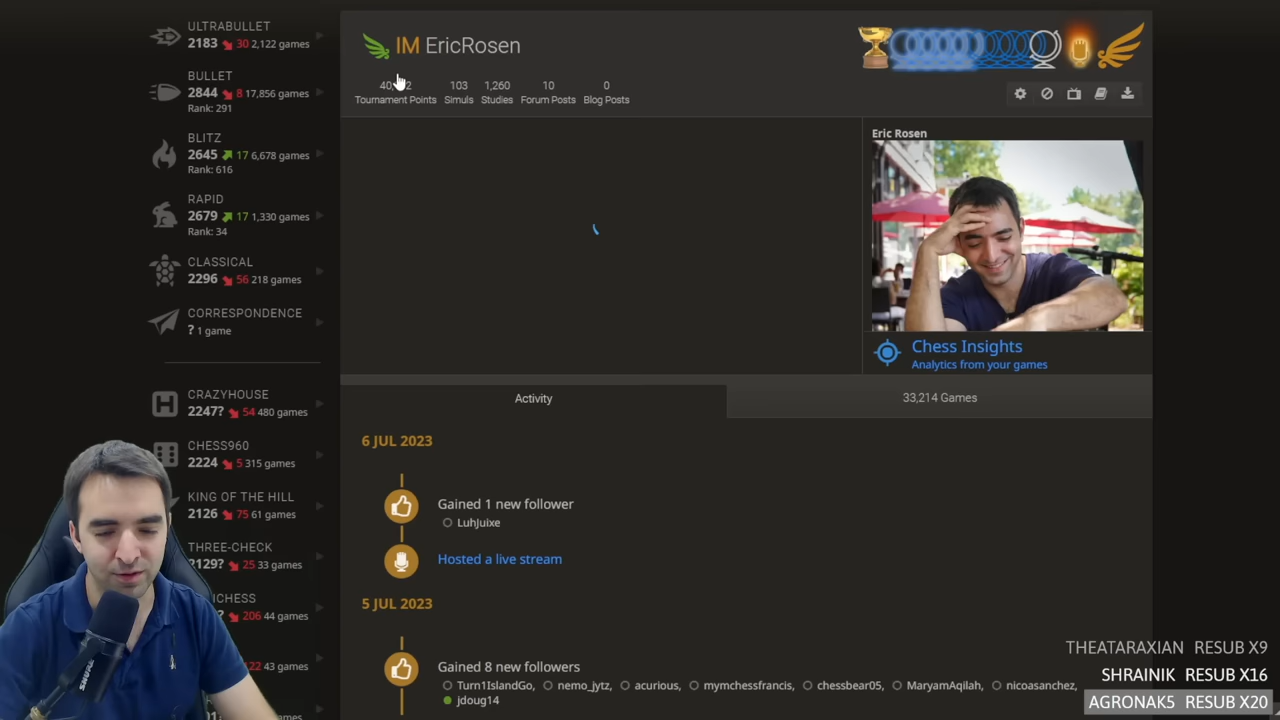 ULTRABULLET
2183 30 2,122 games
BULLET
2844 8 17,856 games
Rank: 291
BLITZ
2645 17 6,678 games
Rank: 616
RAPID
2679 17 1,330 games
Rank: 34
CLASSICAL
2296 56 218 games
CORRESPONDENCE
? 1 game
CRAZYHOUSE
2247? 54 480 games
CHESS960
2224 5 315 games
KING OF THE HILL
2126 75 61 games
THREE-CHECK
2129? 25 33 games
206 44 games
43 games
IM EricRosen
103 1,260 10 0
Tournament Points Simuls Studies Forum Posts Blog Posts
Eric Rosen
Chess Insights
Analytics from your games
Activity
33,214 Games
6 JUL 2023
Gained 1 new follower
LuhJuixe
Hosted a live stream
5 JUL 2023
Gained 8 new followers
Turn1IslandGo, nemo_jytz, acurious, mymchessfrancis, chessbear05, MaryamAqilah, nicoasanchez,
jdoug14
THEATARAXIAN RESUB X9
SHRAINIK RESUB X16
AGRONAK5 RESUB X20